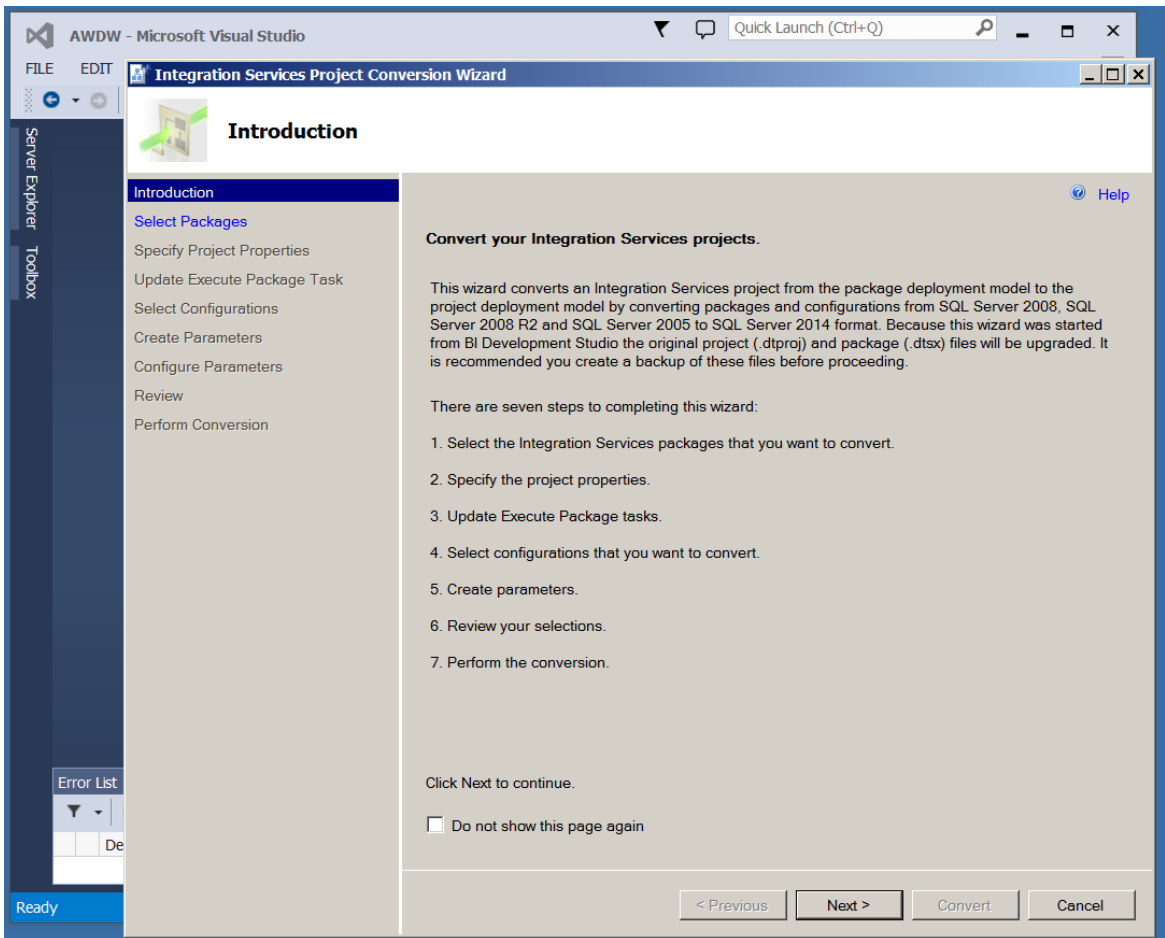 AWDW - Microsoft Visual Studio
Quick Launch (Ctrl+Q)
FILE EDIT
Integration Services Project Conversion Wizard
Introduction
Server Explorer
Toolbox
Introduction
Select Packages
Specify Project Properties
Update Execute Package Task
Select Configurations
Create Parameters
Configure Parameters
Review
Perform Conversion
Help
Convert your Integration Services projects.
This wizard converts an Integration Services project from the package deployment model to the
project deployment model by converting packages and configurations from SQL Server 2008, SQL
Server 2008 R2 and SQL Server 2005 to SQL Server 2014 format. Because this wizard was started
from BI Development Studio the original project (.dtproj) and package (.dtsx) files will be upgraded. It
is recommended you create a backup of these files before proceeding.
There are seven steps to completing this wizard:
1. Select the Integration Services packages that you want to convert.
2. Specify the project properties.
3. Update Execute Package tasks.
4. Select configurations that you want to convert.
5. Create parameters.
6. Review your selections.
7. Perform the conversion.
Click Next to continue.
Do not show this page again
Error List
De
Ready
< Previous
Next >
Convert
Cancel